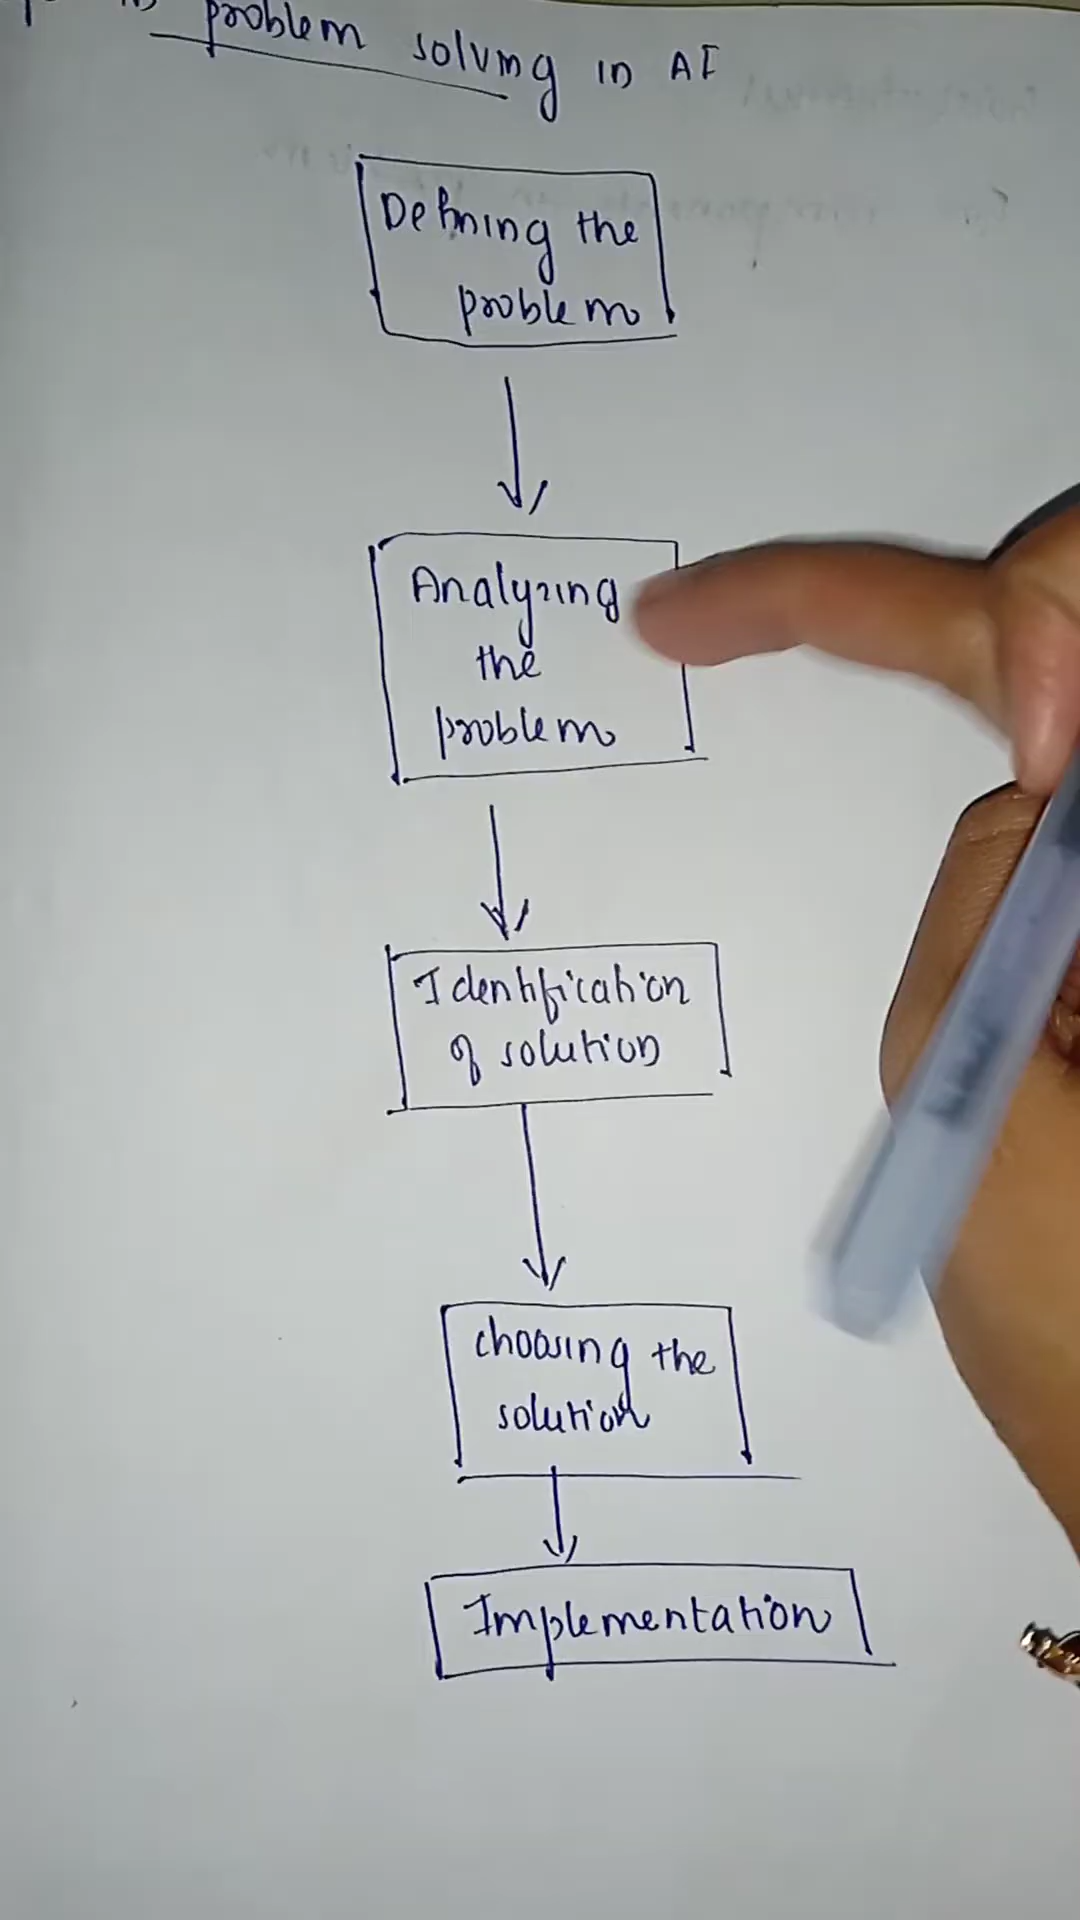 problem solving in AI
Defining the
problem
Analyzing
the
problem
Identification
of solution
choosing the
solution
Implementation